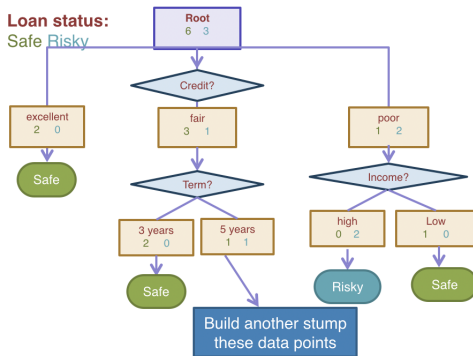 Loan status:
Safe Risky
Root
6 3
Credit?
excellent
2 0
fair
3 1
poor
1 2
Safe
Term?
Income?
3 years
2 0
5 years
1 1
high
0 2
Low
1 0
Safe
Risky
Safe
Build another stump
these data points